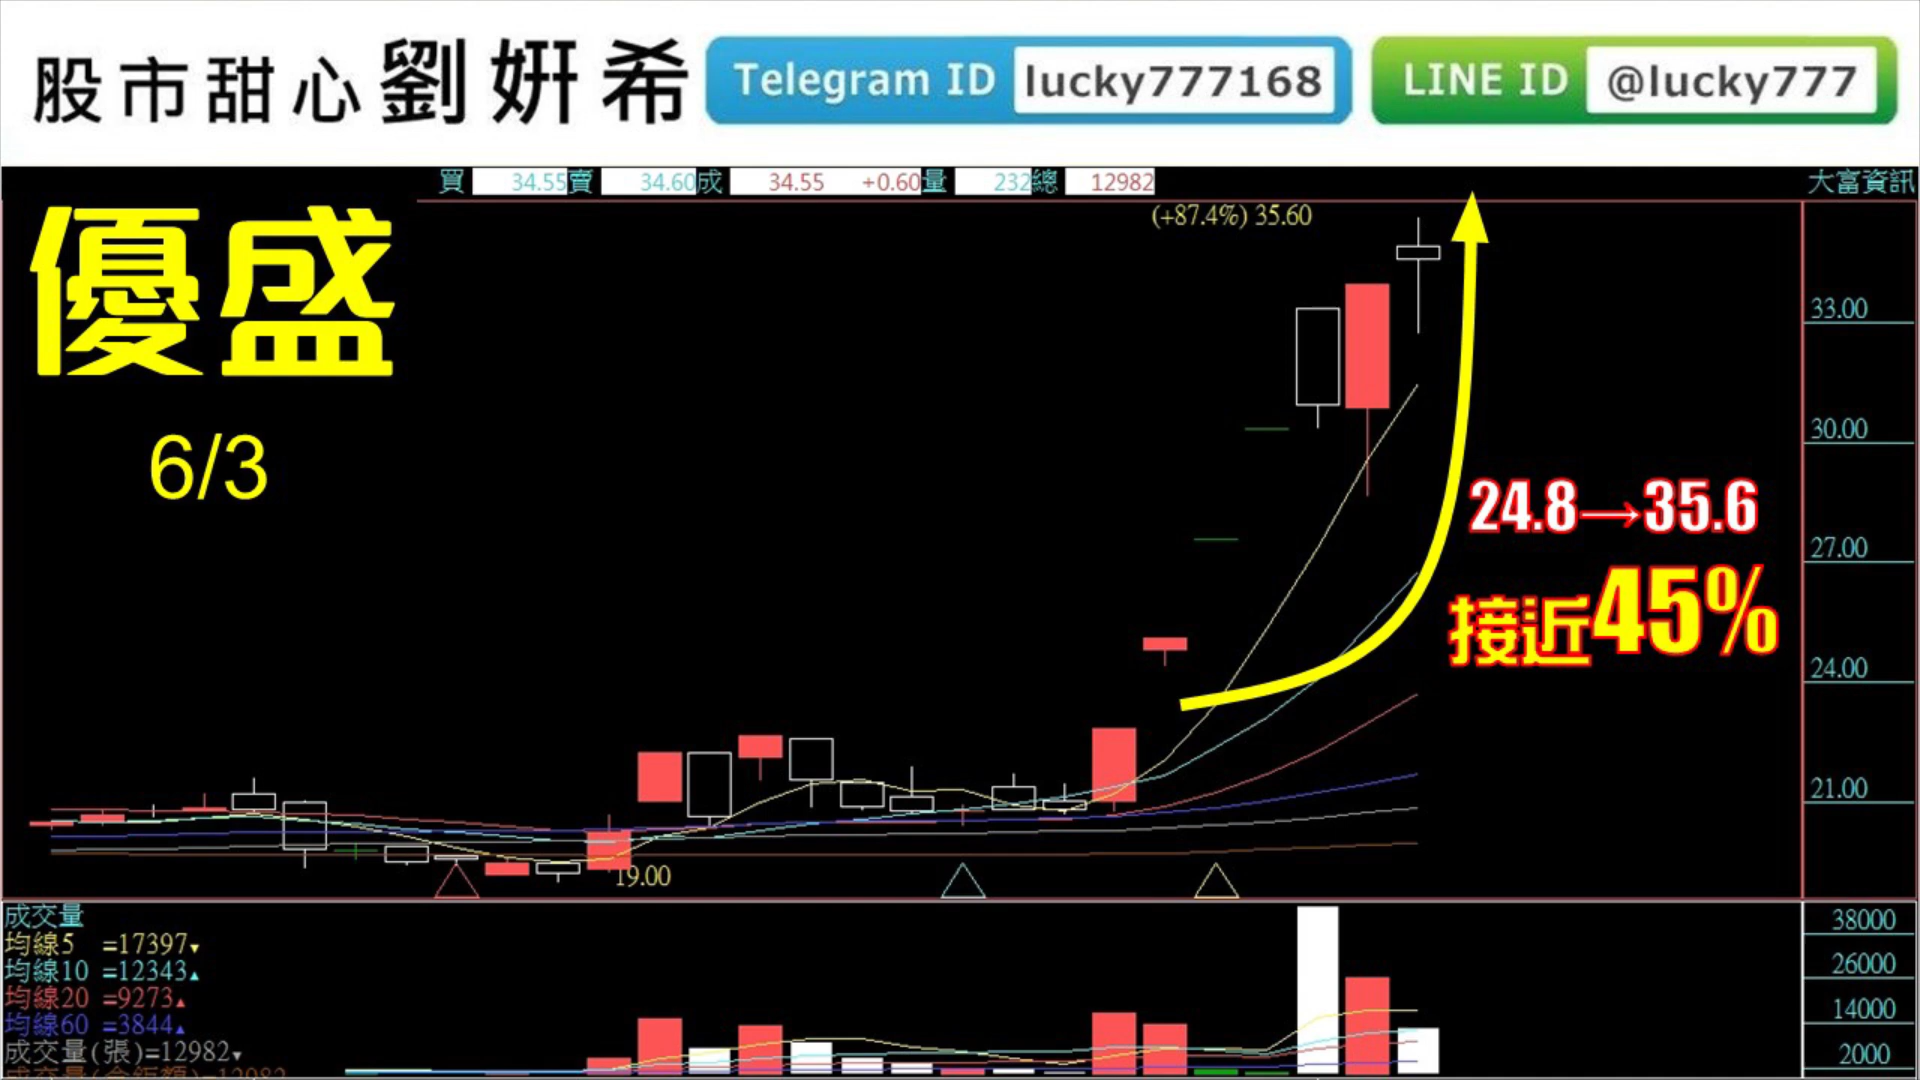 股市甜心劉妍希 Telegram ID lucky777168 LINE ID @lucky777
買 34.55 賣 34.60 成 34.55 +0.60 量 232 總 12982 大富資訊
優盛
6/3
(+87.4%) 35.60
33.00
30.00
24.8→35.6
27.00
接近45%
24.00
21.00
19.00
成交量
均線5 =17397▼
均線10 =12343▲
均線20 =9273▲
均線60 =3844▲
成交量(張)=12982▼
38000
26000
14000
2000